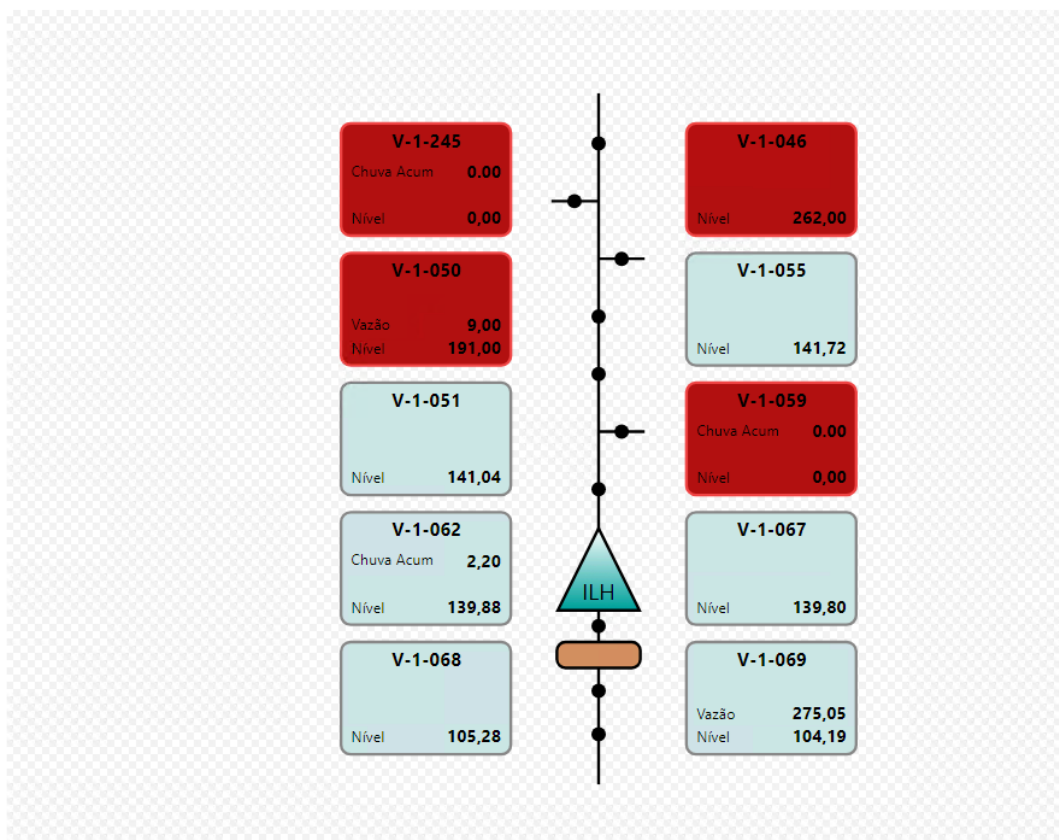 V-1-245
Chuva Acum 0.00
Nível 0,00
V-1-046
Nível 262,00
V-1-050
Vazão 9,00
Nível 191,00
V-1-055
Nível 141,72
V-1-051
Nível 141,04
V-1-059
Chuva Acum 0.00
Nível 0,00
V-1-062
Chuva Acum 2,20
Nível 139,88
ILH
V-1-067
Nível 139,80
V-1-068
Nível 105,28
V-1-069
Vazão 275,05
Nível 104,19